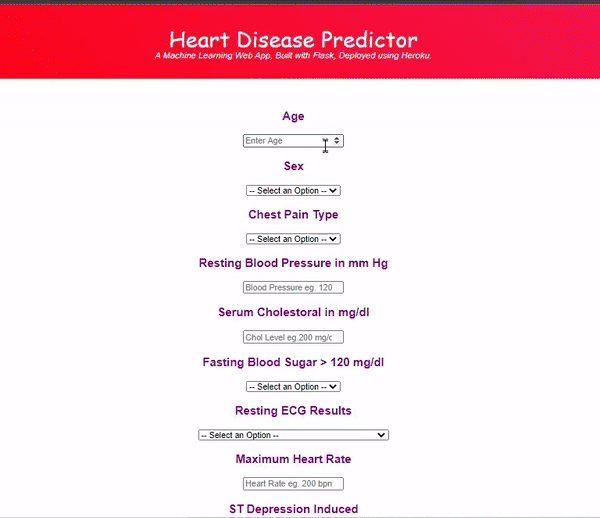 Heart Disease Predictor
A Machine Learning Web App, Built with Flask, Deployed using Heroku.
Age
Enter Age
Sex
-- Select an Option --
Chest Pain Type
-- Select an Option --
Resting Blood Pressure in mm Hg
Blood Pressure eg. 120
Serum Cholestoral in mg/dl
Chol Level eg.200 mg/d
Fasting Blood Sugar > 120 mg/dl
-- Select an Option --
Resting ECG Results
-- Select an Option --
Maximum Heart Rate
Heart Rate eg. 200 bpm
ST Depression Induced